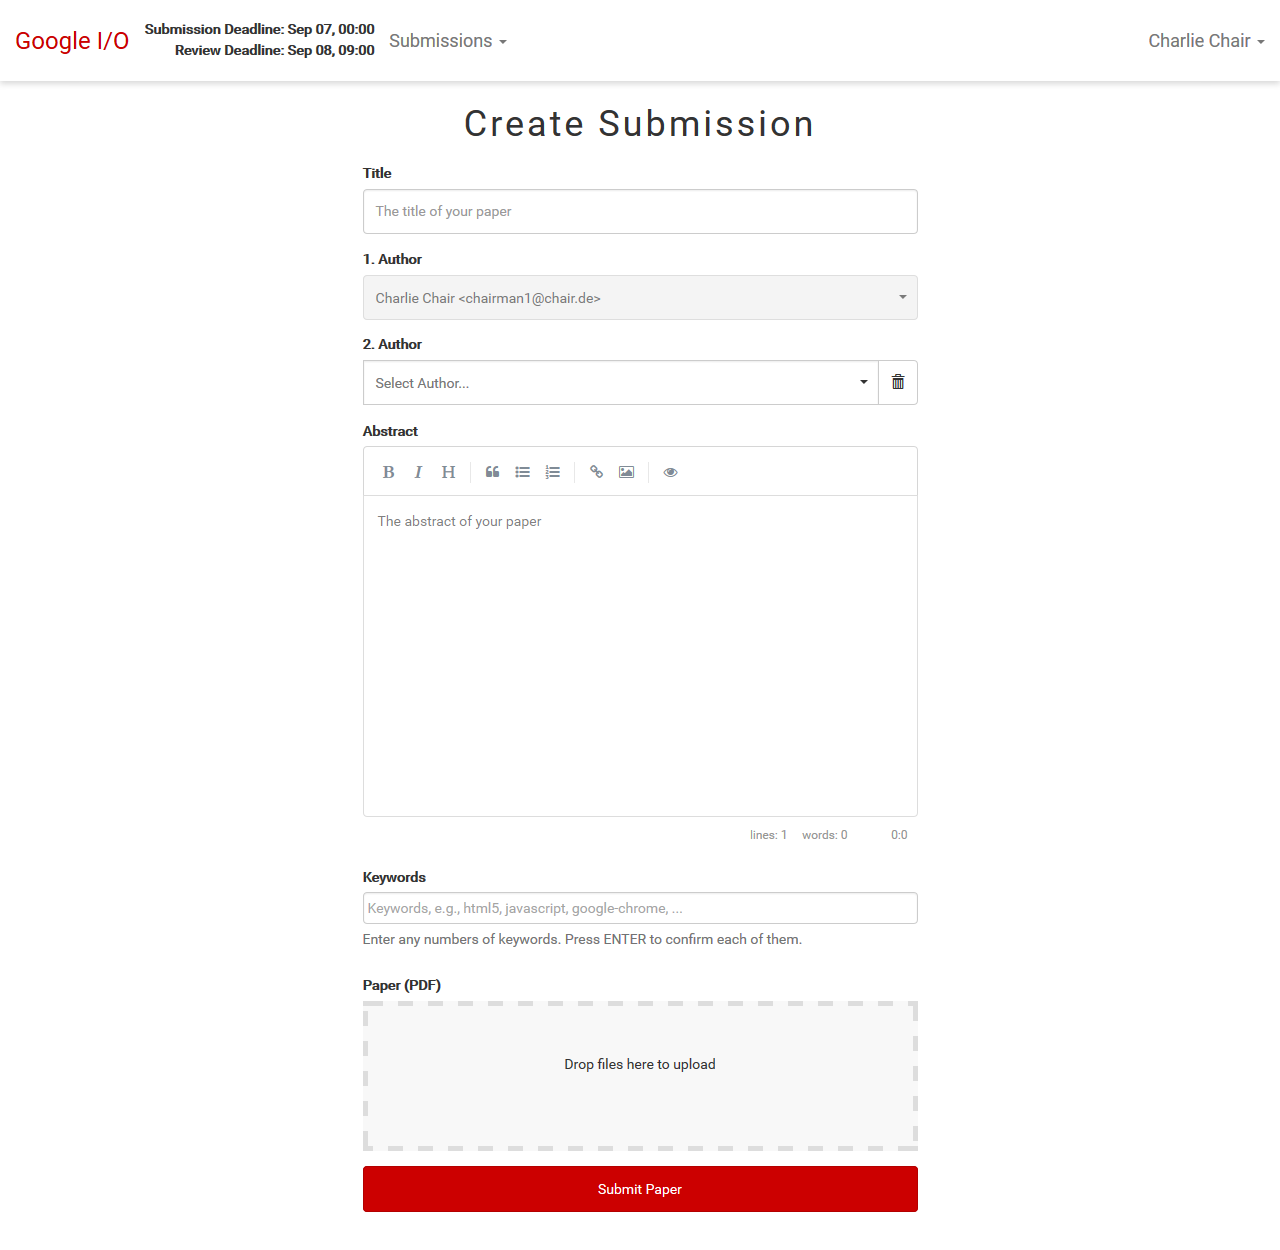 Google I/O
Submission Deadline: Sep 07, 00:00
Review Deadline: Sep 08, 09:00
Submissions
Charlie Chair
Create Submission
Title
The title of your paper
1. Author
Charlie Chair <chairman1@chair.de>
2. Author
Select Author...
Abstract
B I H
The abstract of your paper
lines: 1 words: 0 0:0
Keywords
Keywords, e.g., html5, javascript, google-chrome, ...
Enter any numbers of keywords. Press ENTER to confirm each of them.
Paper (PDF)
Drop files here to upload
Submit Paper